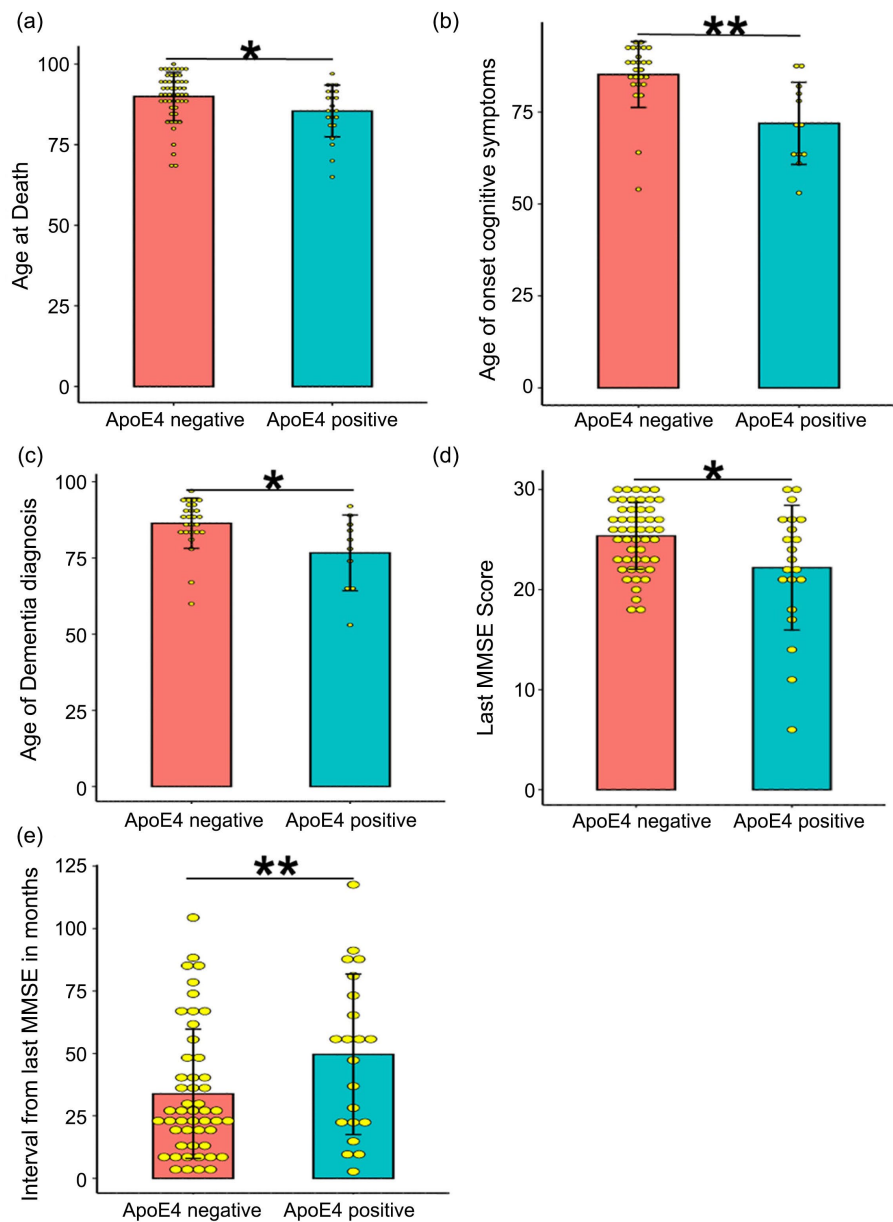 (a)
*
Age at Death
100
75
50
25
0
ApoE4 negative ApoE4 positive
(b)
**
Age of onset cognitive symptoms
75
50
25
0
ApoE4 negative ApoE4 positive
(c)
*
Age of Dementia diagnosis
100
75
50
25
0
ApoE4 negative ApoE4 positive
(d)
*
Last MMSE Score
30
20
10
0
ApoE4 negative ApoE4 positive
(e)
**
Interval from last MMSE in months
125
100
75
50
25
0
ApoE4 negative ApoE4 positive